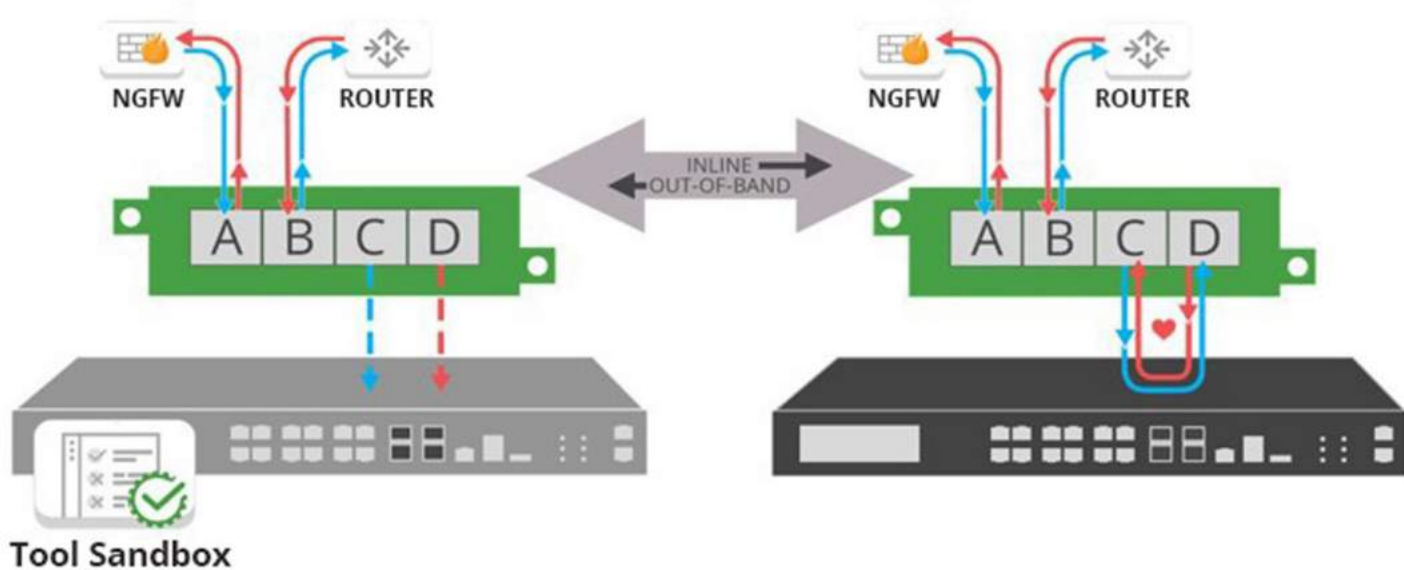 NGFW
ROUTER
NGFW
ROUTER
INLINE
OUT-OF-BAND
A B C D
A B C D
Tool Sandbox